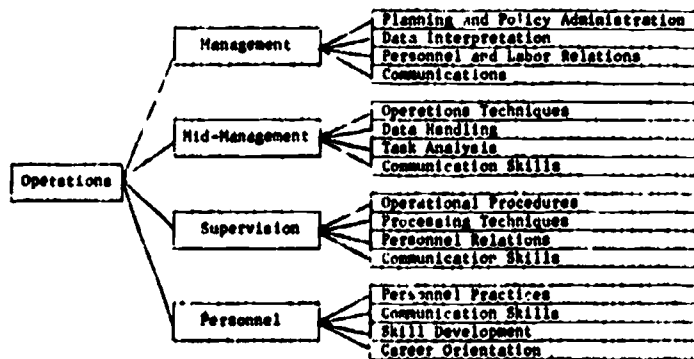 Planning and Policy Administration
Management
Data Interpretation
Personnel and Labor Relations
Communications
Operations Techniques
Mid-Management
Data Handling
Task Analysis
Communication Skills
Operations
Operational Procedures
Processing Techniques
Supervision
Personnel Relations
Communication Skills
Personnel Practices
Communication Skills
Personnel
Skill Development
Career Orientation